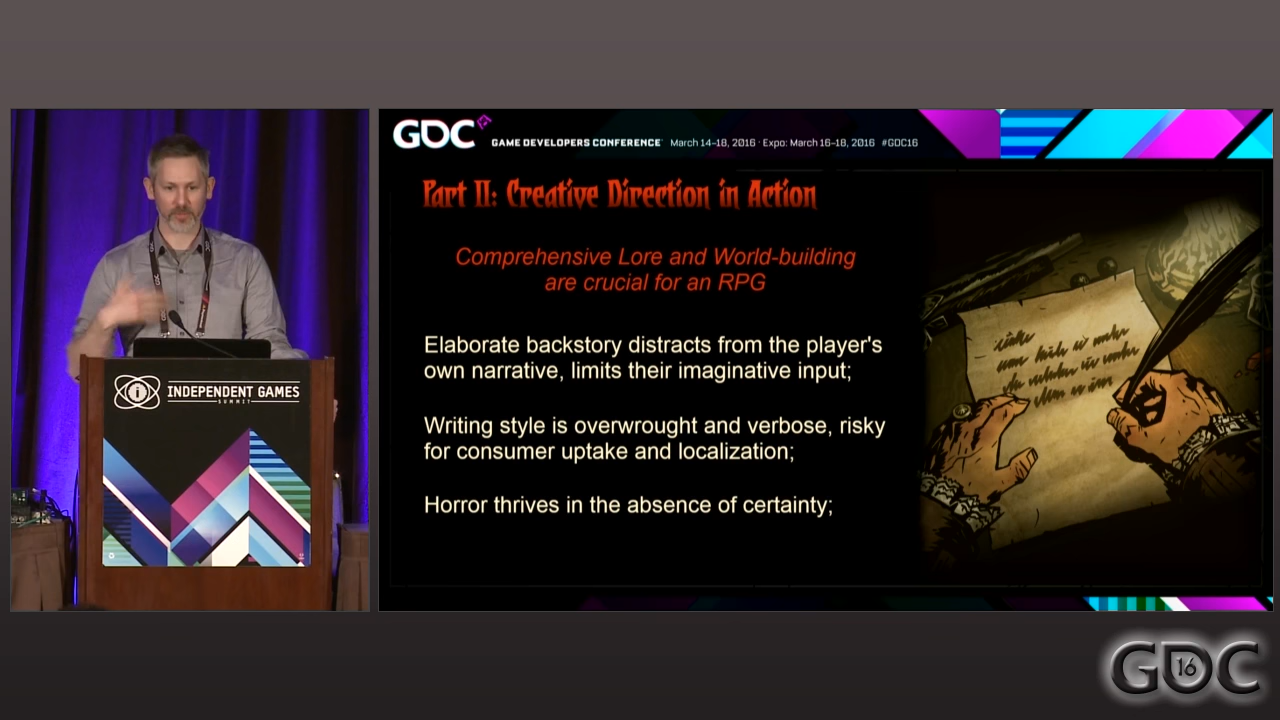 GDC
GAME DEVELOPERS CONFERENCE March 14–18, 2016 · Expo: March 16–18, 2016 #GDC16
Part II: Creative Direction in Action
Comprehensive Lore and World-building
are crucial for an RPG
Elaborate backstory distracts from the player's
own narrative, limits their imaginative input;
Writing style is overwrought and verbose, risky
for consumer uptake and localization;
Horror thrives in the absence of certainty;
GDC
i
INDEPENDENT GAMES
SUMMIT
GDC
16